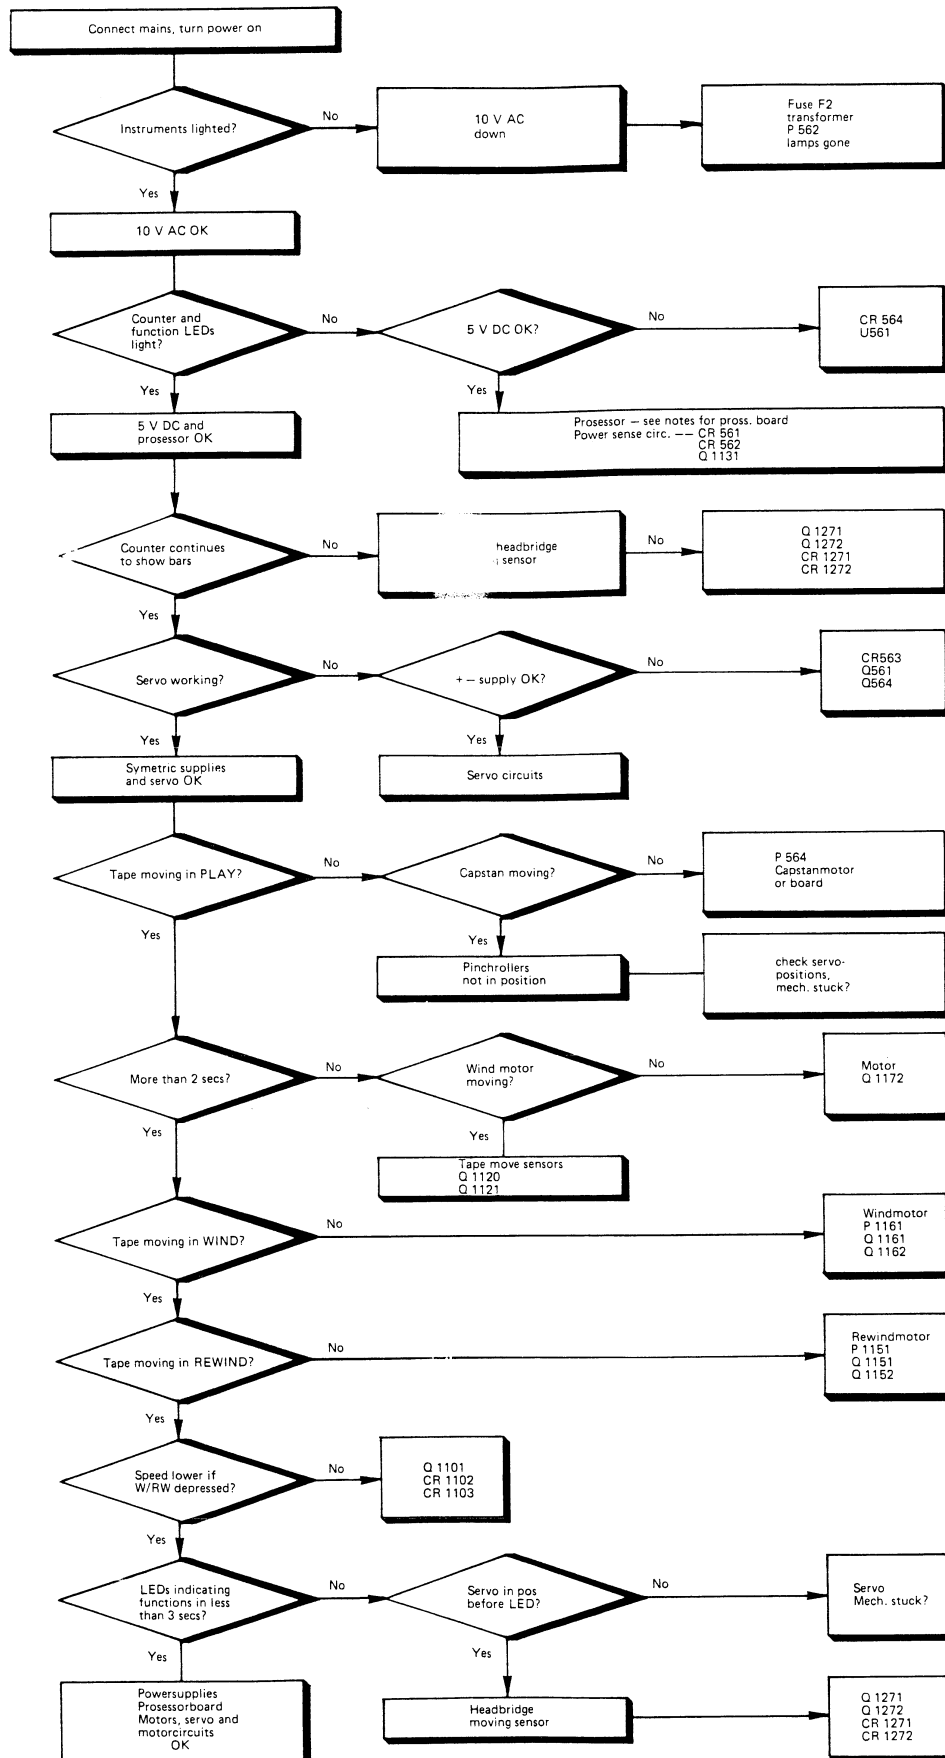 Connect mains, turn power on
Instruments lighted?
No
10 V AC
down
Fuse F2
transformer
P 562
lamps gone
Yes
10 V AC OK
Counter and
function LEDs
light?
No
5 V DC OK?
No
CR 564
U561
Yes
Yes
5 V DC and
prosessor OK
Prosessor – see notes for pross. board
Power sense circ. –– CR 561
CR 562
Q 1131
Counter continues
to show bars
No
headbridge
sensor
No
Q 1271
Q 1272
CR 1271
CR 1272
Yes
Servo working?
No
+ – supply OK?
No
CR563
Q561
Q564
Yes
Yes
Symetric supplies
and servo OK
Servo circuits
Tape moving in PLAY?
No
Capstan moving?
No
P 564
Capstanmotor
or board
Yes
Yes
Pinchrollers
not in position
check servo-
positions,
mech. stuck?
More than 2 secs?
No
Wind motor
moving?
No
Motor
Q 1172
Yes
Yes
Tape move sensors
Q 1120
Q 1121
Tape moving in WIND?
No
Windmotor
P 1161
Q 1161
Q 1162
Yes
Tape moving in REWIND?
No
Rewindmotor
P 1151
Q 1151
Q 1152
Yes
Speed lower if
W/RW depressed?
No
Q 1101
CR 1102
CR 1103
Yes
LEDs indicating
functions in less
than 3 secs?
No
Servo in pos
before LED?
No
Servo
Mech. stuck?
Yes
Yes
Powersupplies
Prosessorboard
Motors, servo and
motorcircuits
OK
Headbridge
moving sensor
Q 1271
Q 1272
CR 1271
CR 1272